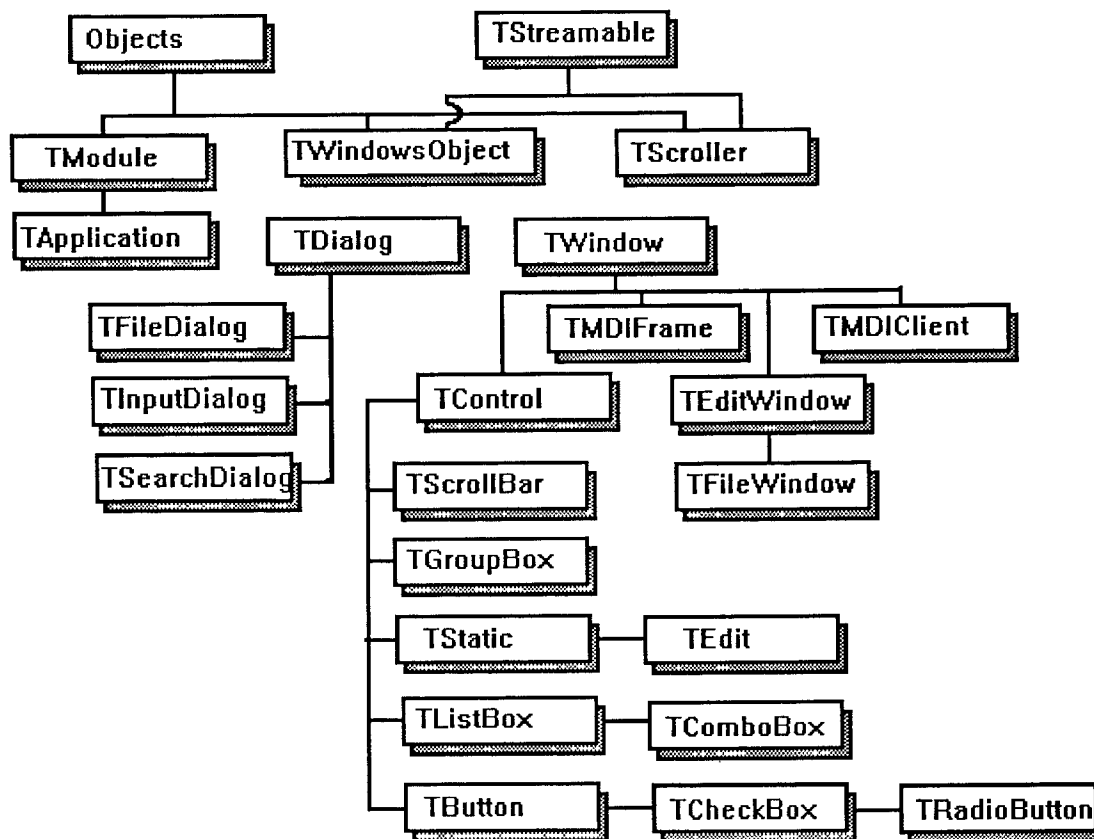 Objects
TStreamable
TModule
TWindowsObject
TScroller
TApplication
TDialog
TWindow
TFileDialog
TMDIFrame
TMDIClient
TInputDialog
TControl
TEditWindow
TSearchDialog
TScrollBar
TFileWindow
TGroupBox
TStatic
TEdit
TListBox
TComboBox
TButton
TCheckBox
TRadioButton